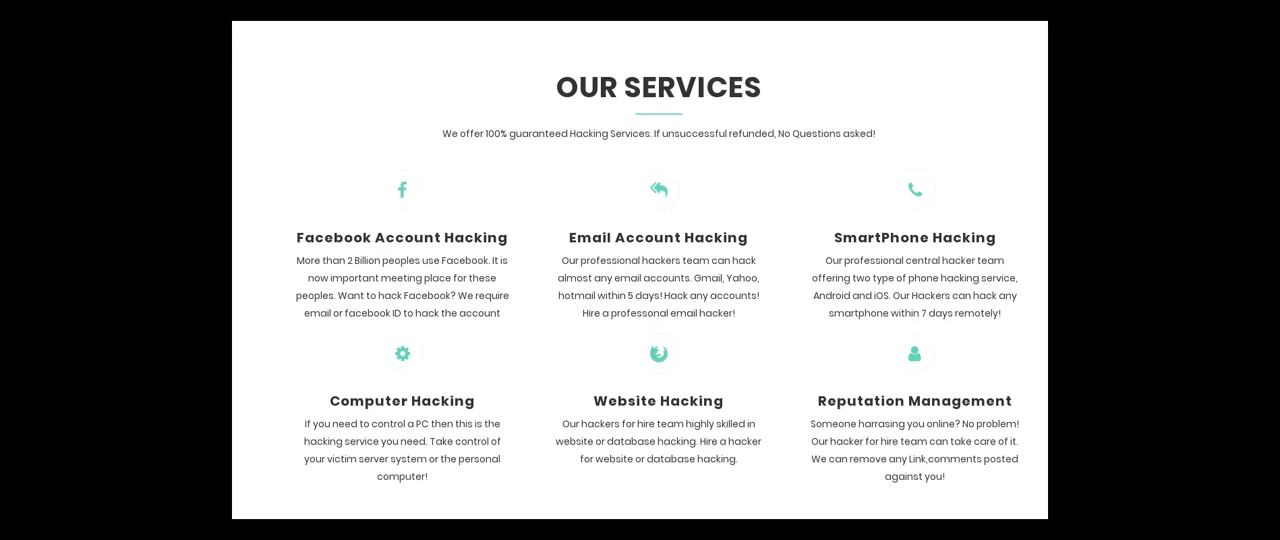 OUR SERVICES
We offer 100% guaranteed Hacking Services. If unsuccessful refunded, No Questions asked!
Facebook Account Hacking
More than 2 Billion peoples use Facebook. It is
now important meeting place for these
peoples. Want to hack Facebook? We require
email or facebook ID to hack the account
Email Account Hacking
Our professional hackers team can hack
almost any email accounts. Gmail, Yahoo,
hotmail within 5 days! Hack any accounts!
Hire a professonal email hacker!
SmartPhone Hacking
Our professional central hacker team
offering two type of phone hacking service,
Android and iOS. Our Hackers can hack any
smartphone within 7 days remotely!
Computer Hacking
If you need to control a PC then this is the
hacking service you need. Take control of
your victim server system or the personal
computer!
Website Hacking
Our hackers for hire team highly skilled in
website or database hacking. Hire a hacker
for website or database hacking.
Reputation Management
Someone harrasing you online? No problem!
Our hacker for hire team can take care of it.
We can remove any Link,comments posted
against you!